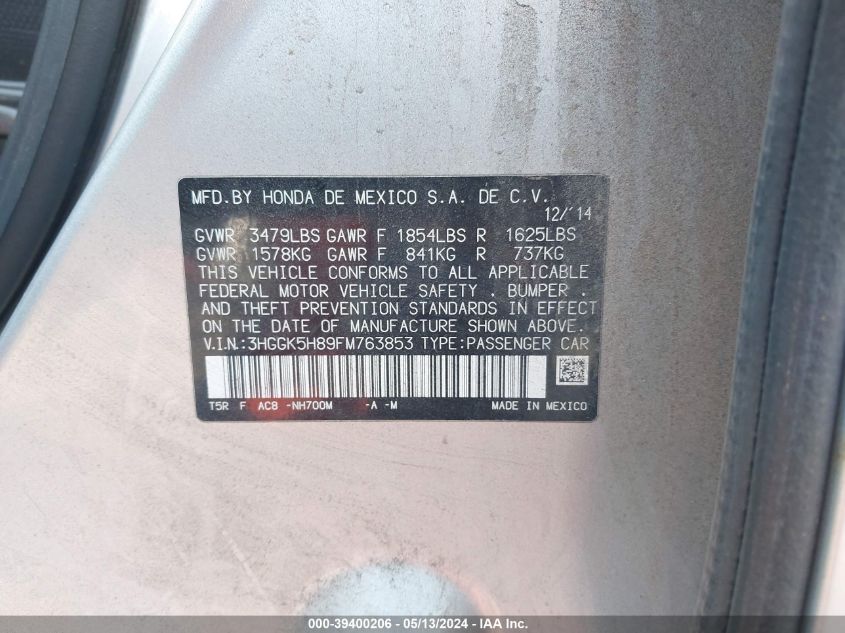 MFD.BY HONDA DE MEXICO S.A. DE C.V.
12/'14
GVWR 3479LBS GAWR F 1854LBS R 1625LBS
GVWR 1578KG GAWR F 841KG R 737KG
THIS VEHICLE CONFORMS TO ALL APPLICABLE
FEDERAL MOTOR VEHICLE SAFETY , BUMPER ,
AND THEFT PREVENTION STANDARDS IN EFFECT
ON THE DATE OF MANUFACTURE SHOWN ABOVE.
V.I.N.:3HGGK5H89FM763853 TYPE:PASSENGER CAR
T5R F AC8 -NH700M -A -M MADE IN MEXICO
000-39400206 - 05/13/2024 - IAA Inc.